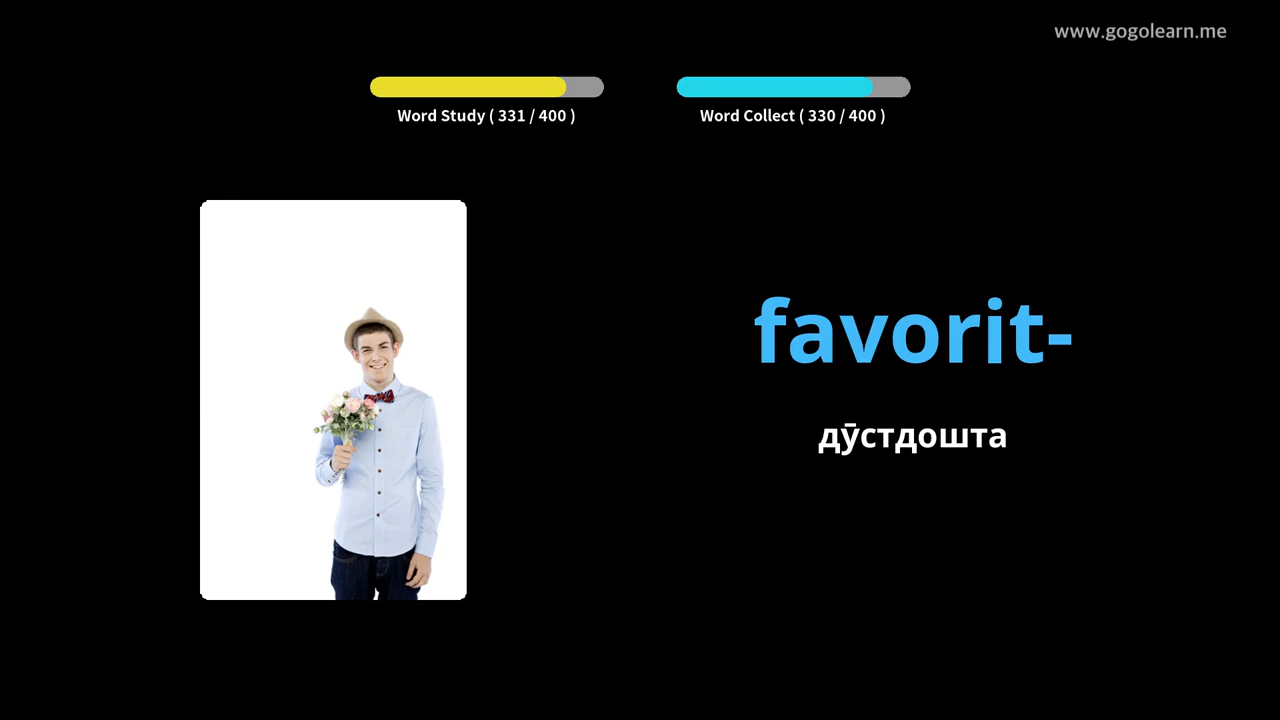 www.gogolearn.me
Word Study ( 331 / 400 )
Word Collect ( 330 / 400 )
favorit-
дӯстдошта